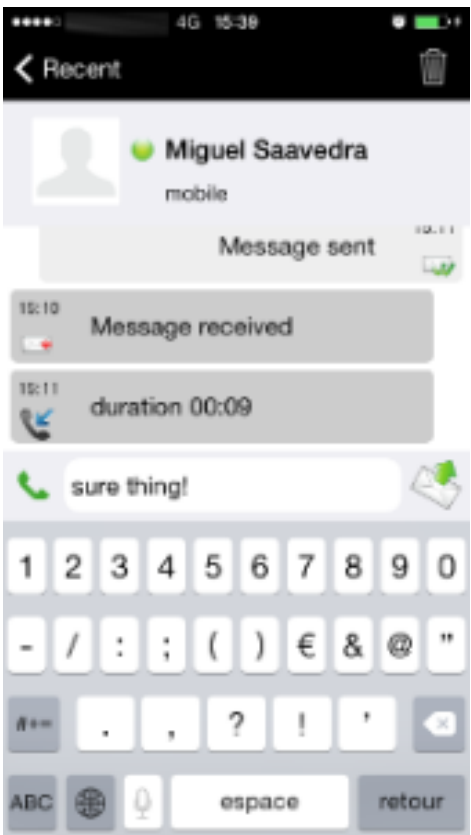 4G 15:39
Recent
Miguel Saavedra
mobile
Message sent
15:10
Message received
15:11
duration 00:09
sure thing!
1 2 3 4 5 6 7 8 9 0
- / : ; ( ) € & @ "
#+=
. , ? ! '
ABC espace retour